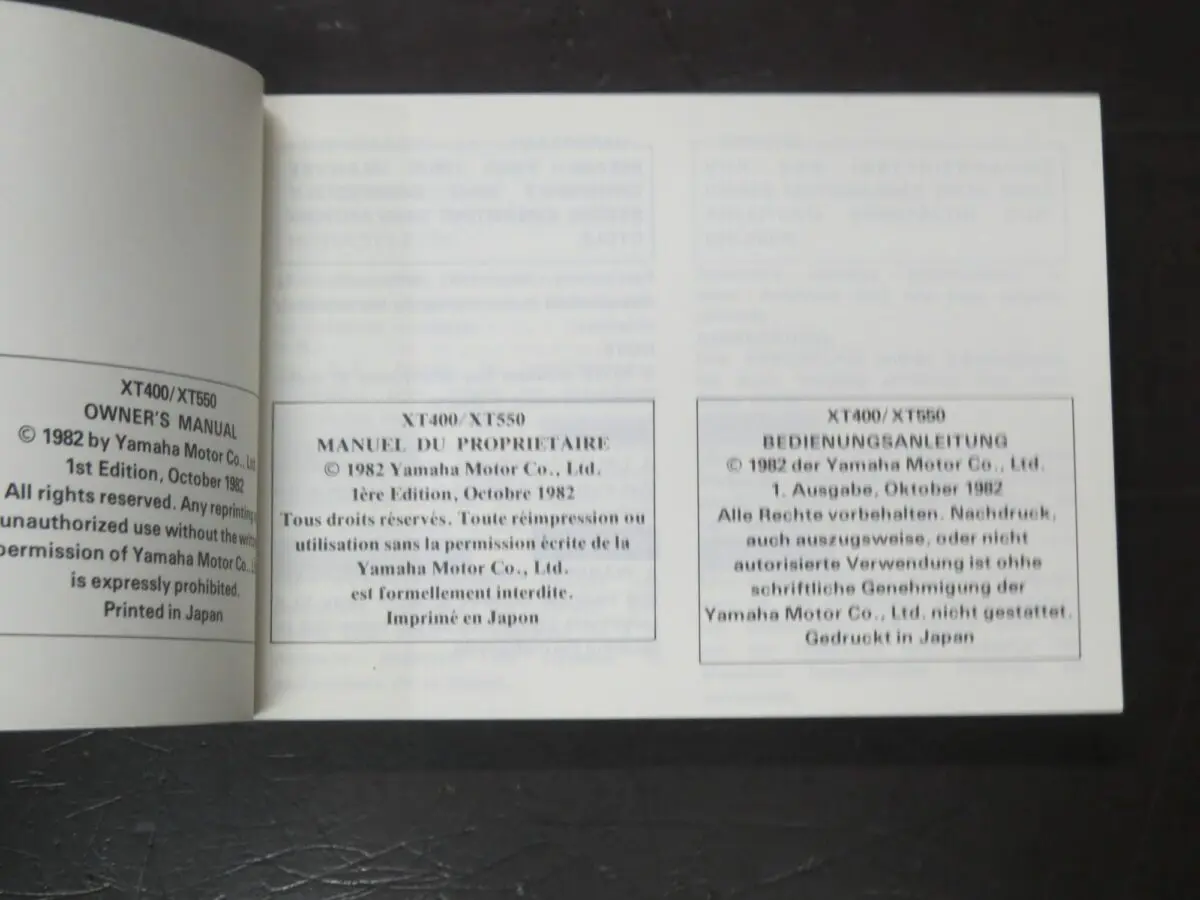 XT400/XT550
OWNER'S MANUAL
© 1982 by Yamaha Motor Co.,
1st Edition, October 1982
All rights reserved. Any reprinting
unauthorized use without the
permission of Yamaha Motor Co.,
is expressly prohibited.
Printed in Japan
XT400/XT550
MANUEL DU PROPRIETAIRE
© 1982 Yamaha Motor Co., Ltd.
1ère Edition, Octobre 1982
Tous droits réservés. Toute réimpression ou
utilisation sans la permission écrite de la
Yamaha Motor Co., Ltd.
est formellement interdite.
Imprimé en Japon
XT400/XT550
BEDIENUNGSANLEITUNG
© 1982 der Yamaha Motor Co., Ltd.
1. Ausgabe, Oktober 1982
Alle Rechte vorbehalten. Nachdruck,
auch auszugsweise, oder nicht
autorisierte Verwendung ist ohhe
schriftliche Genehmigung der
Yamaha Motor Co., Ltd. nicht gestattet.
Gedruckt in Japan